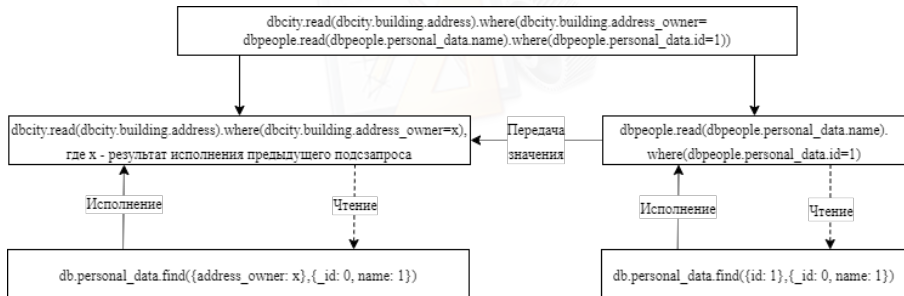 dbcity.read(dbcity.building.address).where(dbcity.building.address_owner=
dbpeople.read(dbpeople.personal_data.name).where(dbpeople.personal_data.id=1))
dbcity.read(dbcity.building.address).where(dbcity.building.address_owner=x),
где x - результат исполнения предыдущего подсзапроса
Передача
значения
dbpeople.read(dbpeople.personal_data.name).
where(dbpeople.personal_data.id=1)
Исполнение
Чтение
Исполнение
Чтение
db.personal_data.find({address_owner: x},{_id: 0, name: 1})
db.personal_data.find({id: 1},{_id: 0, name: 1})